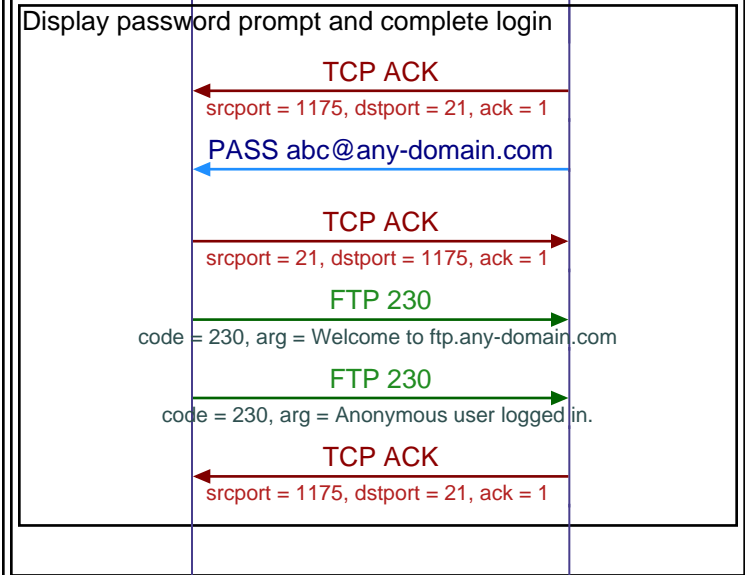 Display password prompt and complete login
TCP ACK
srcport = 1175, dstport = 21, ack = 1
PASS abc@any-domain.com
TCP ACK
srcport = 21, dstport = 1175, ack = 1
FTP 230
code = 230, arg = Welcome to ftp.any-domain.com
FTP 230
code = 230, arg = Anonymous user logged in.
TCP ACK
srcport = 1175, dstport = 21, ack = 1